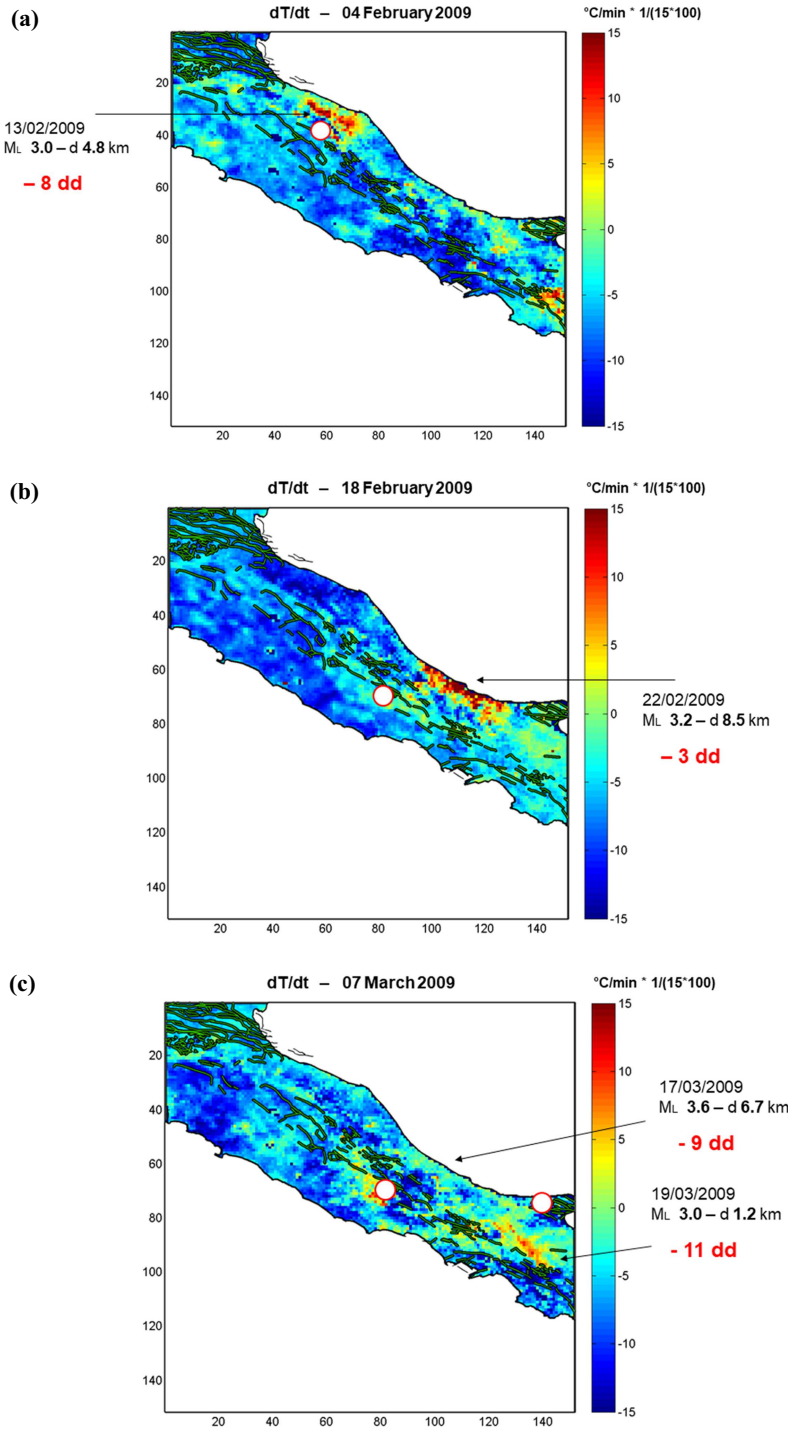 (a)
dT/dt – 04 February 2009
°C/min * 1/(15*100)
13/02/2009
ML 3.0 – d 4.8 km
– 8 dd
20
40
60
80
100
120
140
20 40 60 80 100 120 140
15
10
5
0
-5
-10
-15
(b)
dT/dt – 18 February 2009
°C/min * 1/(15*100)
20
40
60
80
100
120
140
20 40 60 80 100 120 140
15
10
5
0
-5
-10
-15
22/02/2009
ML 3.2 – d 8.5 km
– 3 dd
(c)
dT/dt – 07 March 2009
°C/min * 1/(15*100)
20
40
60
80
100
120
140
20 40 60 80 100 120 140
15
10
5
0
-5
-10
-15
17/03/2009
ML 3.6 – d 6.7 km
- 9 dd
19/03/2009
ML 3.0 – d 1.2 km
- 11 dd